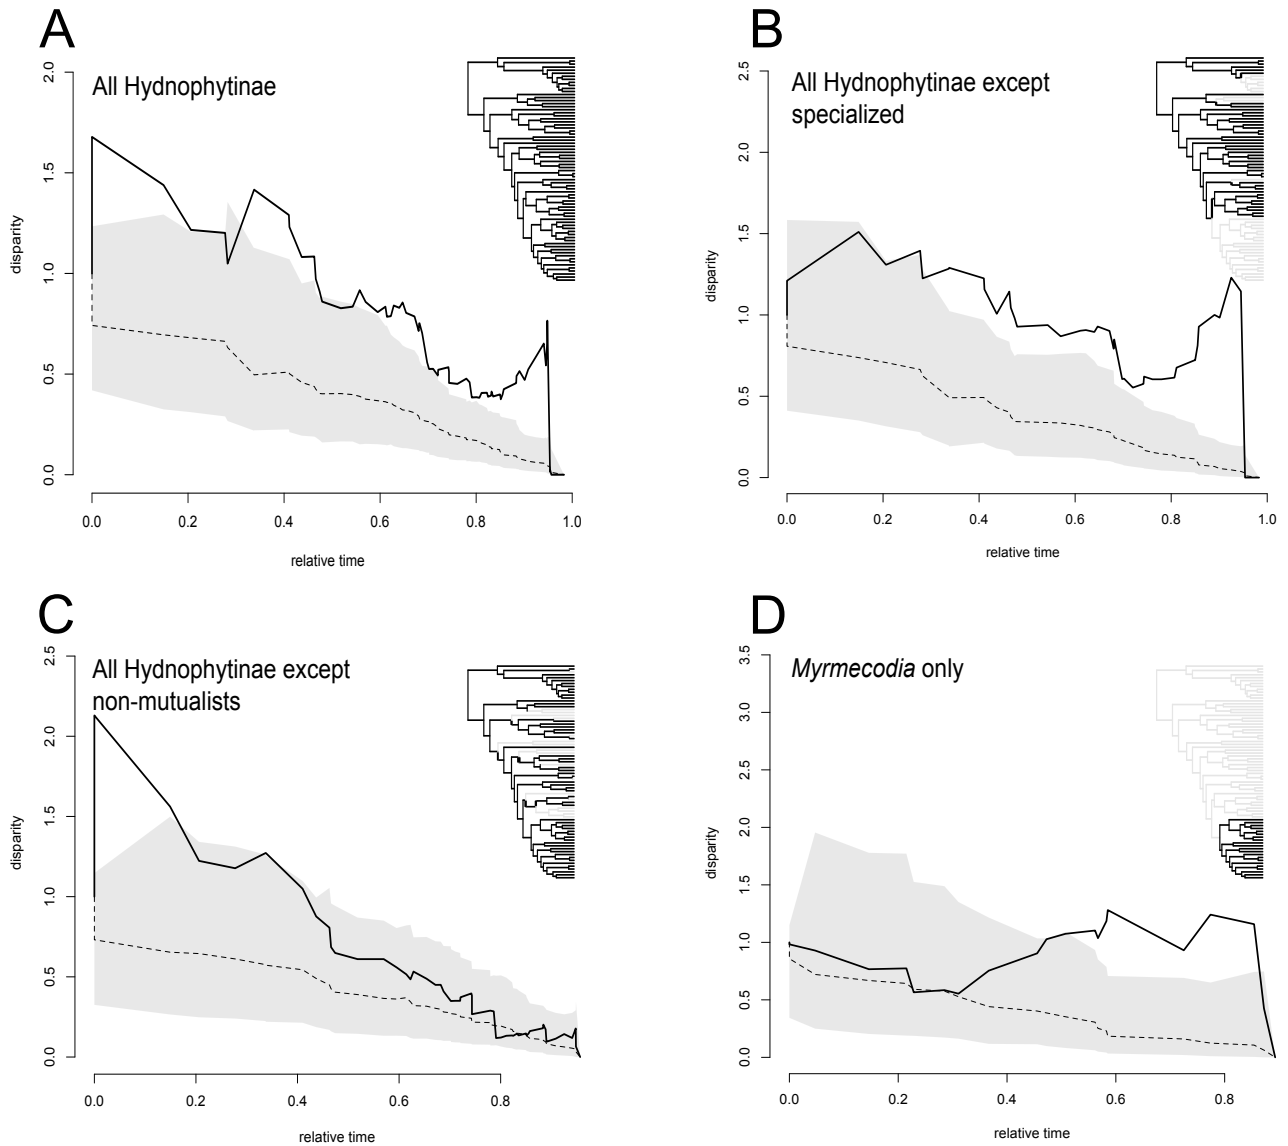 A
All Hydnophytinae
2.0
1.5
1.0
0.5
0.0
disparity
0.0 0.2 0.4 0.6 0.8 1.0
relative time
B
All Hydnophytinae except
specialized
2.5
2.0
1.5
1.0
0.5
0.0
disparity
0.0 0.2 0.4 0.6 0.8 1.0
relative time
C
All Hydnophytinae except
non-mutualists
2.5
2.0
1.5
1.0
0.5
0.0
disparity
0.0 0.2 0.4 0.6 0.8
relative time
D
Myrmecodia only
3.5
3.0
2.5
2.0
1.5
1.0
0.5
0.0
disparity
0.0 0.2 0.4 0.6 0.8
relative time